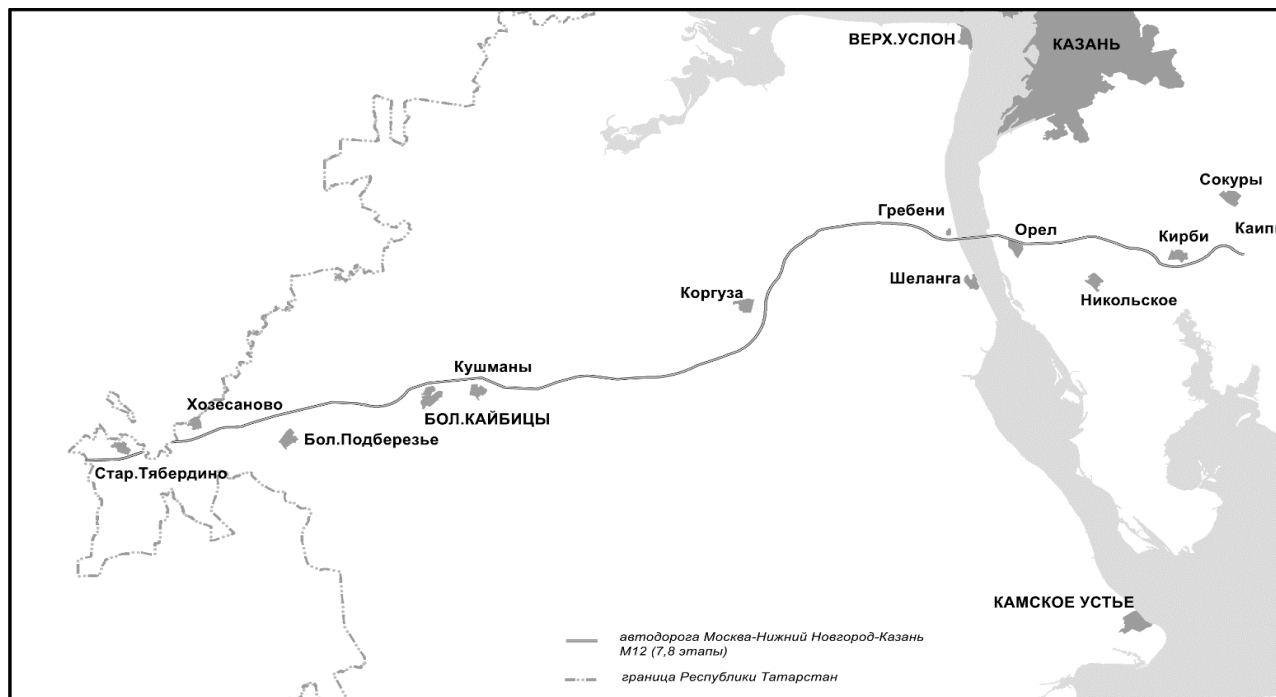 ВЕРХ.УСЛОН
КАЗАНЬ
Сокуры
Гребени
Орел
Кирби
Каип
Шеланга
Никольское
Коргуза
Кушманы
Хозесаново
БОЛ.КАЙБИЦЫ
Бол.Подберезье
Стар.Тябердино
КАМСКОЕ УСТЬЕ
автодорога Москва-Нижний Новгород-Казань
М12 (7,8 этапы)
граница Республики Татарстан